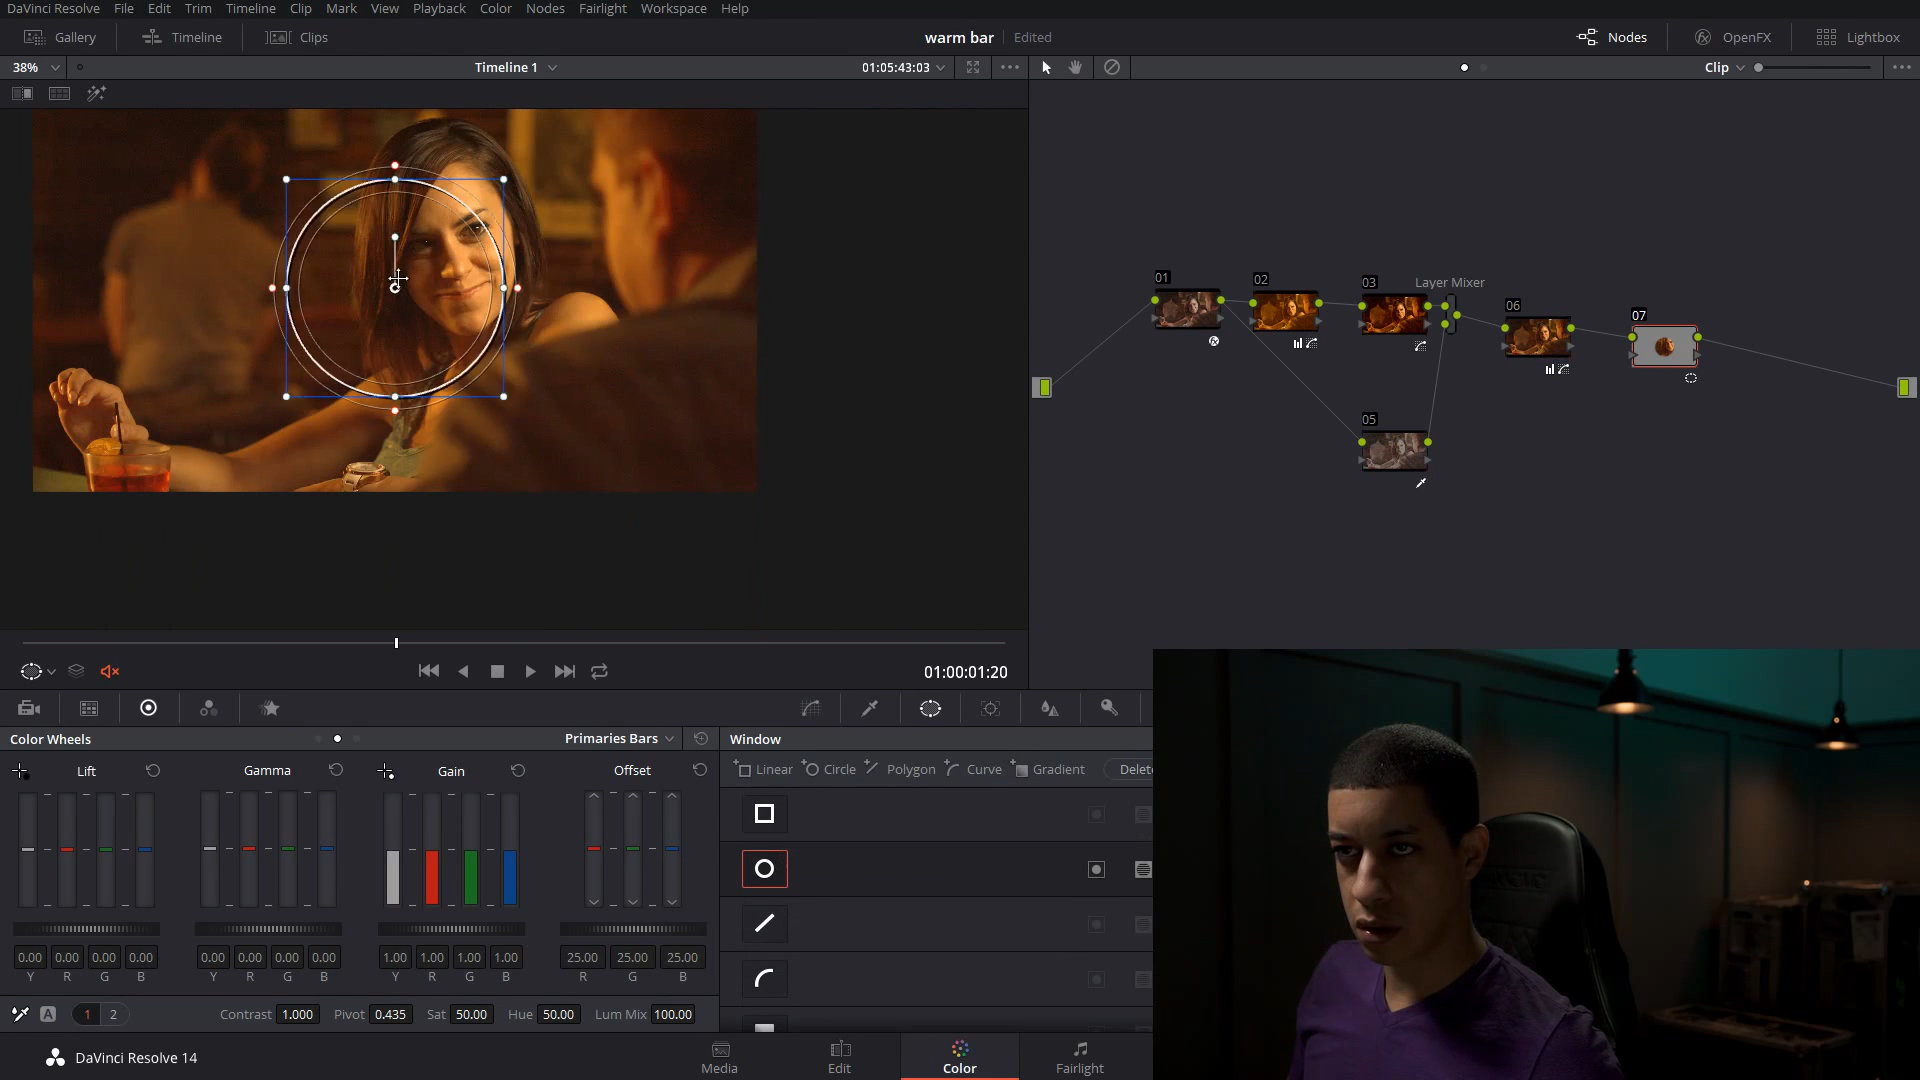 DaVinci Resolve File Edit Trim Timeline Clip Mark View Playback Color Nodes Fairlight Workspace Help
Gallery Timeline Clips warm bar Edited Nodes OpenFX Lightbox
38% Timeline 1 01:05:43:03 Clip
01 02 03 Layer Mixer 06 07
05
01:00:01:20
Color Wheels Primaries Bars Window
Lift Gamma Gain Offset Linear Circle Polygon Curve Gradient Delet
0.00 0.00 0.00 0.00 0.00 0.00 0.00 0.00 1.00 1.00 1.00 1.00 25.00 25.00 25.00
Y R G B Y R G B Y R G B R G B
A 1 2 Contrast 1.000 Pivot 0.435 Sat 50.00 Hue 50.00 Lum Mix 100.00
DaVinci Resolve 14 Media Edit Color Fairlight